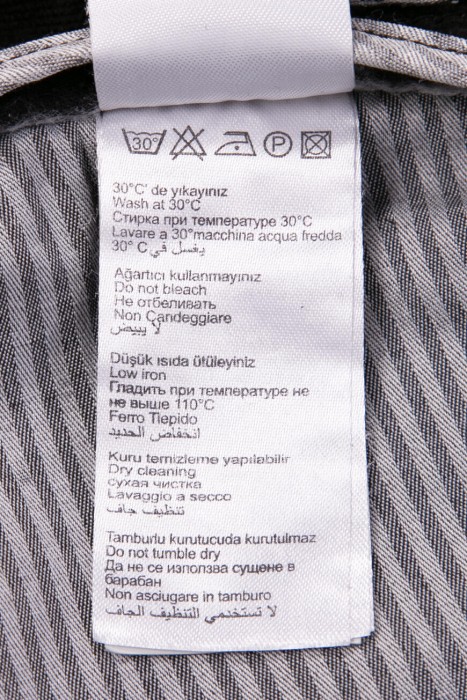 30°
P
30°C' de yıkayınız
Wash at 30°C
Стирка при температуре 30°C
Lavare a 30°macchina acqua fredda
يغسل في 30° C
Ağartıcı kullanmayınız
Do not bleach
Не отбеливать
Non Candeggiare
لا يبيض
Düşük ısıda ütüleyiniz
Low iron
Гладить при температуре не
не выше 110°C
Ferro Tiepido
انخفاض الحديد
Kuru temizleme yapılabilir
Dry cleaning
сухая чистка
Lavaggio a secco
تنظيف جاف
Tamburlu kurutucuda kurutulmaz
Do not tumble dry
Да не се използва сущене в
барабан
Non asciugare in tamburo
لا تستخدمي التنظيف الجاف